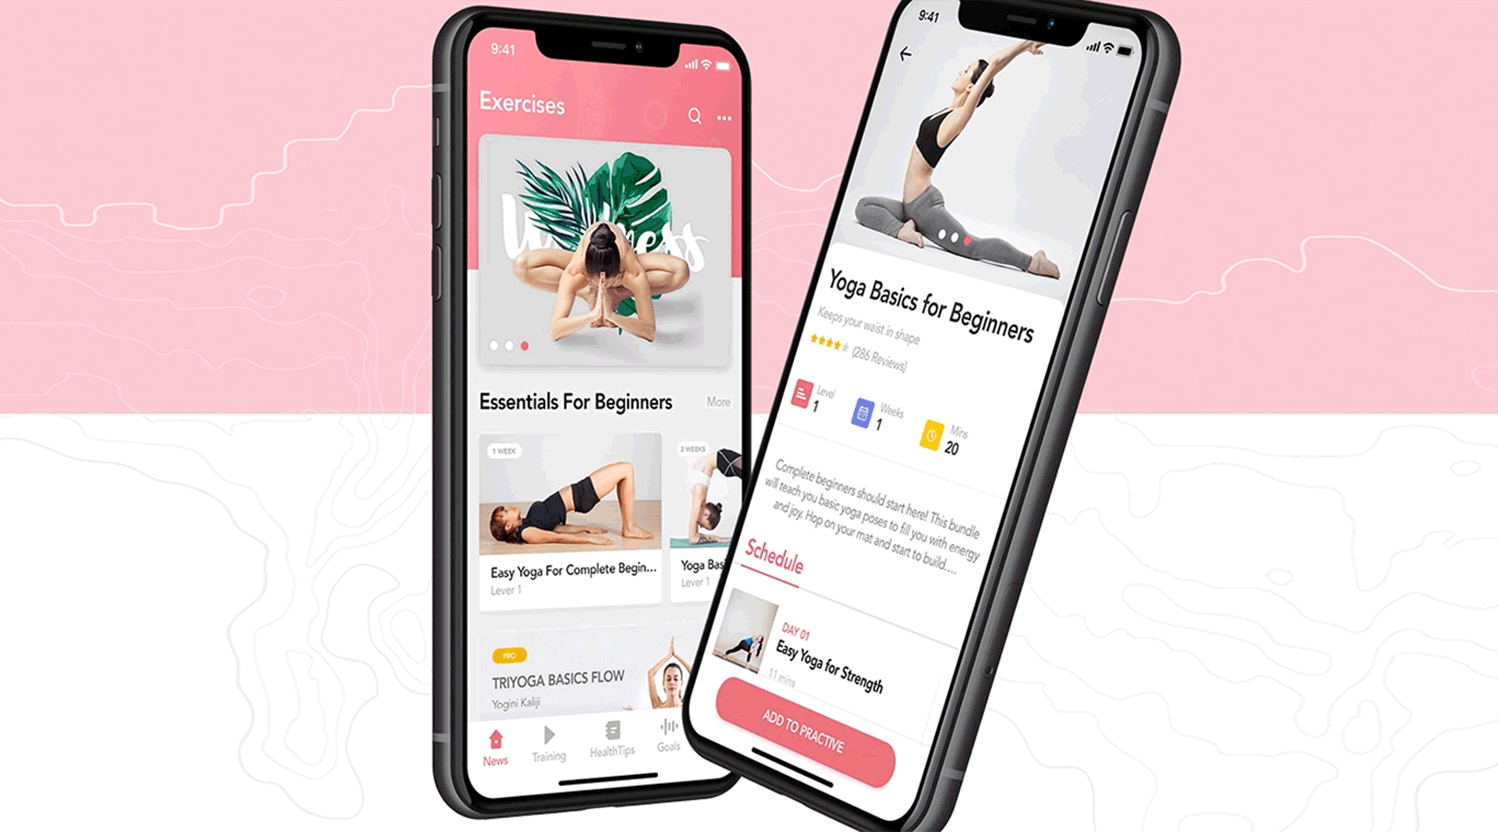 9:41
Exercises
Wellness
Essentials For Beginners
More
1 WEEK
2 WEEKS
Easy Yoga For Complete Begin...
Lever 1
Yoga Bas
Level 1
PRO
TRIYOGA BASICS FLOW
Yogini Kaliji
News
Training
HealthTips
Goals
9:41
Yoga Basics for Beginners
Keeps your waist in shape
(286 Reviews)
Level
1
Weeks
1
Mins
20
Complete beginners should start here! This bundle
will teach you basic yoga poses to fill you with energy
and joy. Hop on your mat and start to build....
Schedule
DAY 01
Easy Yoga for Strength
11 mins
ADD TO PRACTIVE